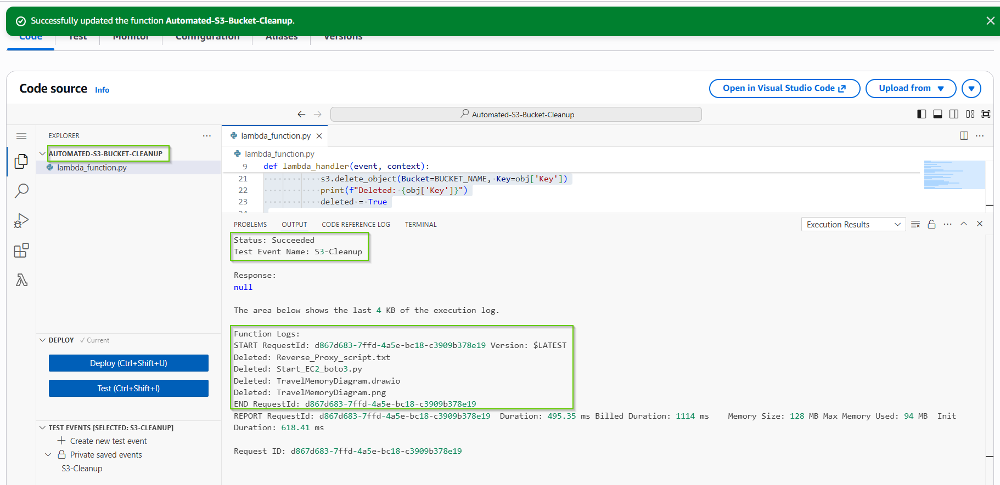 Successfully updated the function Automated-S3-Bucket-Cleanup.
Code Test Monitor Configuration Aliases Versions
Code source Info
Open in Visual Studio Code
Upload from
Automated-S3-Bucket-Cleanup
EXPLORER
AUTOMATED-S3-BUCKET-CLEANUP
lambda_function.py
lambda_function.py
lambda_function.py
9 def lambda_handler(event, context):
21 s3.delete_object(Bucket=BUCKET_NAME, Key=obj['Key'])
22 print(f"Deleted: {obj['Key']}")
23 deleted = True
PROBLEMS OUTPUT CODE REFERENCE LOG TERMINAL
Execution Results
Status: Succeeded
Test Event Name: S3-Cleanup
Response:
null
The area below shows the last 4 KB of the execution log.
Function Logs:
START RequestId: d867d683-7ffd-4a5e-bc18-c3909b378e19 Version: $LATEST
Deleted: Reverse_Proxy_script.txt
Deleted: Start_EC2_boto3.py
Deleted: TravelMemoryDiagram.drawio
Deleted: TravelMemoryDiagram.png
END RequestId: d867d683-7ffd-4a5e-bc18-c3909b378e19
REPORT RequestId: d867d683-7ffd-4a5e-bc18-c3909b378e19 Duration: 495.35 ms Billed Duration: 1114 ms Memory Size: 128 MB Max Memory Used: 94 MB Init
Duration: 618.41 ms
Request ID: d867d683-7ffd-4a5e-bc18-c3909b378e19
DEPLOY ✓ Current
Deploy (Ctrl+Shift+U)
Test (Ctrl+Shift+I)
TEST EVENTS [SELECTED: S3-CLEANUP]
Create new test event
Private saved events
S3-Cleanup